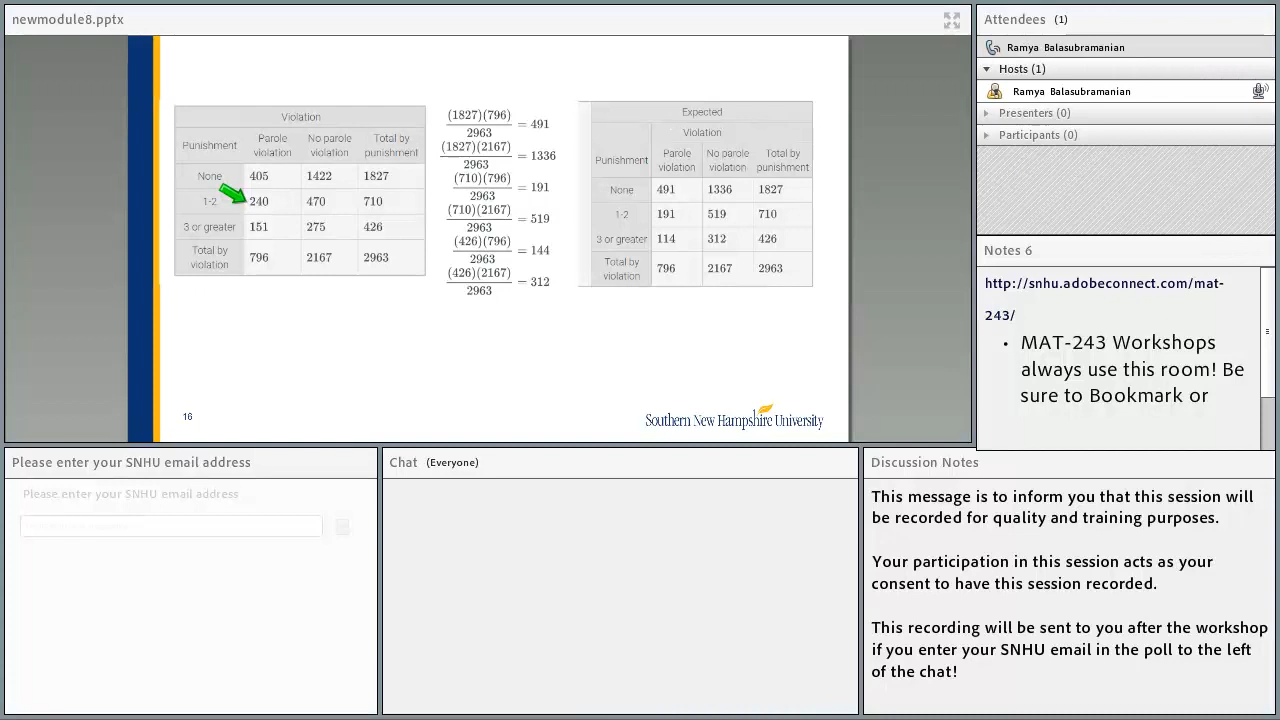 newmodule8.pptx
Violation
Punishment Parole violation No parole violation Total by punishment
None 405 1422 1827
1-2 240 470 710
3 or greater 151 275 426
Total by violation 796 2167 2963
(1827)(796)/2963 = 491
(1827)(2167)/2963 = 1336
(710)(796)/2963 = 191
(710)(2167)/2963 = 519
(426)(796)/2963 = 144
(426)(2167)/2963 = 312
Expected
Violation
Punishment Parole violation No parole violation Total by punishment
None 491 1336 1827
1-2 191 519 710
3 or greater 114 312 426
Total by violation 796 2167 2963
16
Southern New Hampshire University
Attendees (1)
Ramya Balasubramanian
Hosts (1)
Ramya Balasubramanian
Presenters (0)
Participants (0)
Notes 6
http://snhu.adobeconnect.com/mat-
243/
• MAT-243 Workshops
always use this room! Be
sure to Bookmark or
Please enter your SNHU email address
Please enter your SNHU email address
Chat (Everyone)
Discussion Notes
This message is to inform you that this session will
be recorded for quality and training purposes.
Your participation in this session acts as your
consent to have this session recorded.
This recording will be sent to you after the workshop
if you enter your SNHU email in the poll to the left
of the chat!